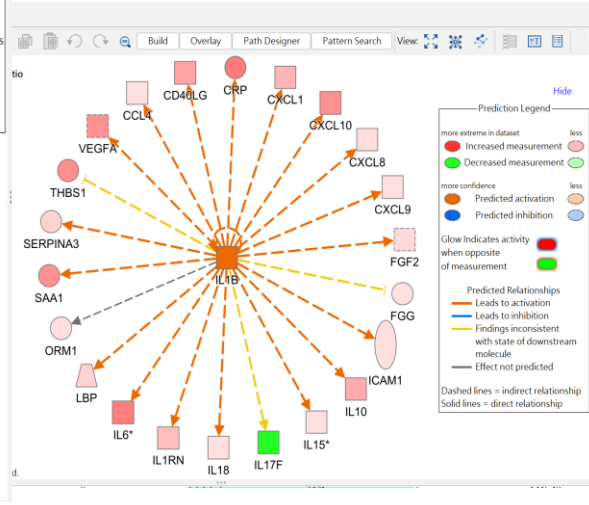 s
Build Overlay Path Designer Pattern Search View:
tio
Hide
CRP
CD40LG
CXCL1
CCL4
CXCL10
VEGFA
CXCL8
THBS1
CXCL9
SERPINA3
FGF2
IL1B
SAA1
FGG
ORM1
ICAM1
LBP
IL10
IL6*
IL15*
IL1RN
IL18
IL17F
d.
Prediction Legend
more extreme in dataset less
Increased measurement
Decreased measurement
more confidence less
Predicted activation
Predicted inhibition
Glow Indicates activity
when opposite
of measurement
Predicted Relationships
Leads to activation
Leads to inhibition
Findings inconsistent
with state of downstream
molecule
Effect not predicted
Dashed lines = indirect relationship
Solid lines = direct relationship